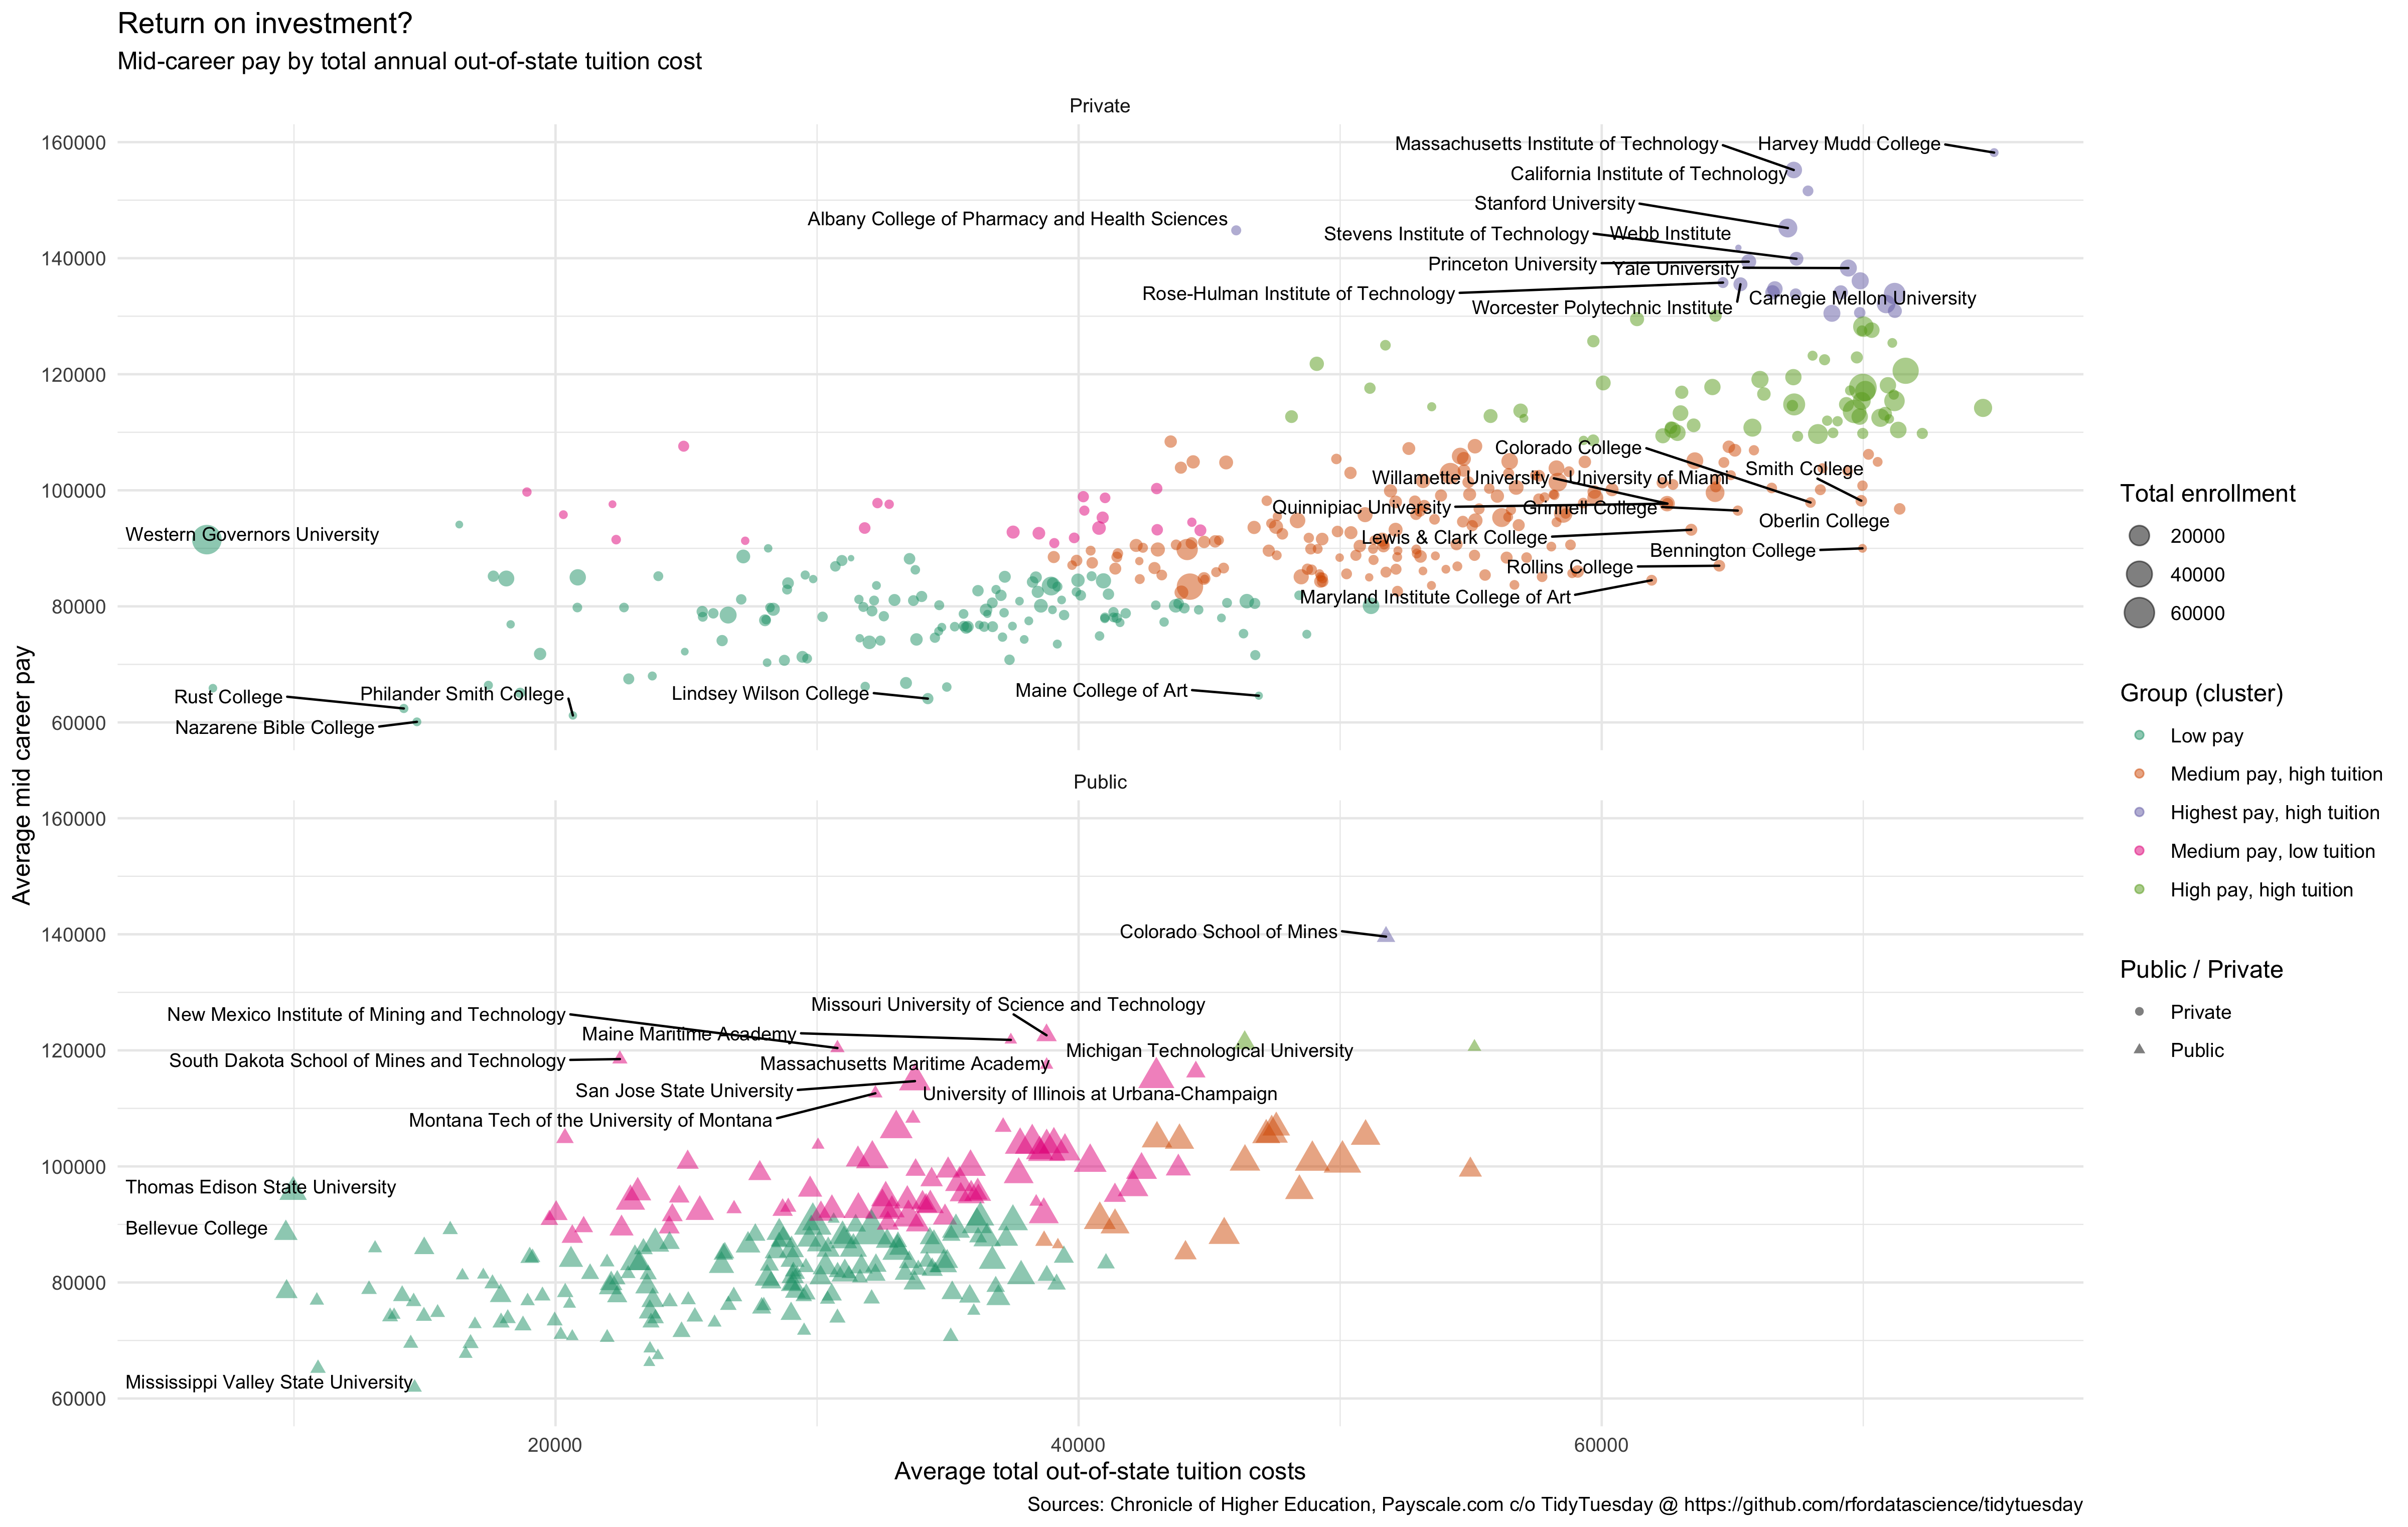 Return on investment?
Mid-career pay by total annual out-of-state tuition cost
Private
160000
140000
120000
100000
80000
60000
Massachusetts Institute of Technology
Harvey Mudd College
California Institute of Technology
Stanford University
Albany College of Pharmacy and Health Sciences
Stevens Institute of Technology
Webb Institute
Princeton University
Yale University
Rose-Hulman Institute of Technology
Carnegie Mellon University
Worcester Polytechnic Institute
Colorado College
Smith College
Willamette University
University of Miami
Quinnipiac University
Grinnell College
Oberlin College
Western Governors University
Lewis & Clark College
Bennington College
Rollins College
Maryland Institute College of Art
Rust College
Philander Smith College
Lindsey Wilson College
Maine College of Art
Nazarene Bible College
Public
160000
140000
120000
100000
80000
60000
Colorado School of Mines
Missouri University of Science and Technology
New Mexico Institute of Mining and Technology
Maine Maritime Academy
Michigan Technological University
South Dakota School of Mines and Technology
Massachusetts Maritime Academy
San Jose State University
University of Illinois at Urbana-Champaign
Montana Tech of the University of Montana
Thomas Edison State University
Bellevue College
Mississippi Valley State University
20000
40000
60000
Average total out-of-state tuition costs
Average mid career pay
Total enrollment
20000
40000
60000
Group (cluster)
Low pay
Medium pay, high tuition
Highest pay, high tuition
Medium pay, low tuition
High pay, high tuition
Public / Private
Private
Public
Sources: Chronicle of Higher Education, Payscale.com c/o TidyTuesday @ https://github.com/rfordatascience/tidytuesday